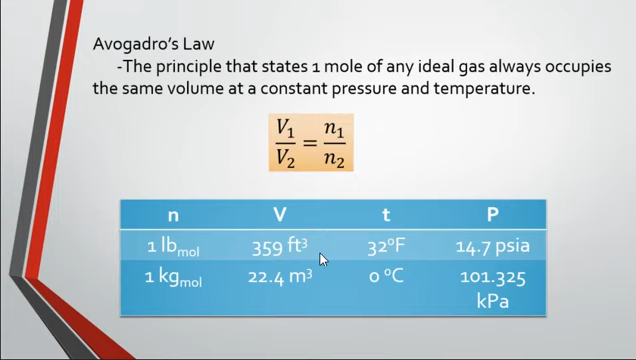 Avogadro's Law
-The principle that states 1 mole of any ideal gas always occupies
the same volume at a constant pressure and temperature.
V₁/V₂ = n₁/n₂
n V t P
1 lbmol 359 ft³ 32°F 14.7 psia
1 kgmol 22.4 m³ 0 °C 101.325
kPa